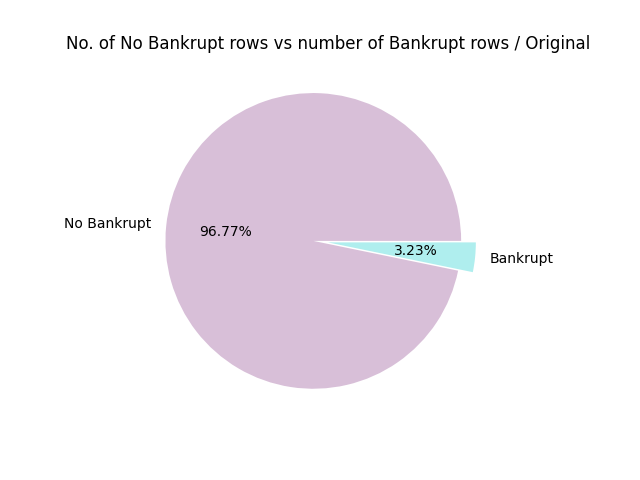 No. of No Bankrupt rows vs number of Bankrupt rows / Original
No Bankrupt
96.77%
3.23%
Bankrupt